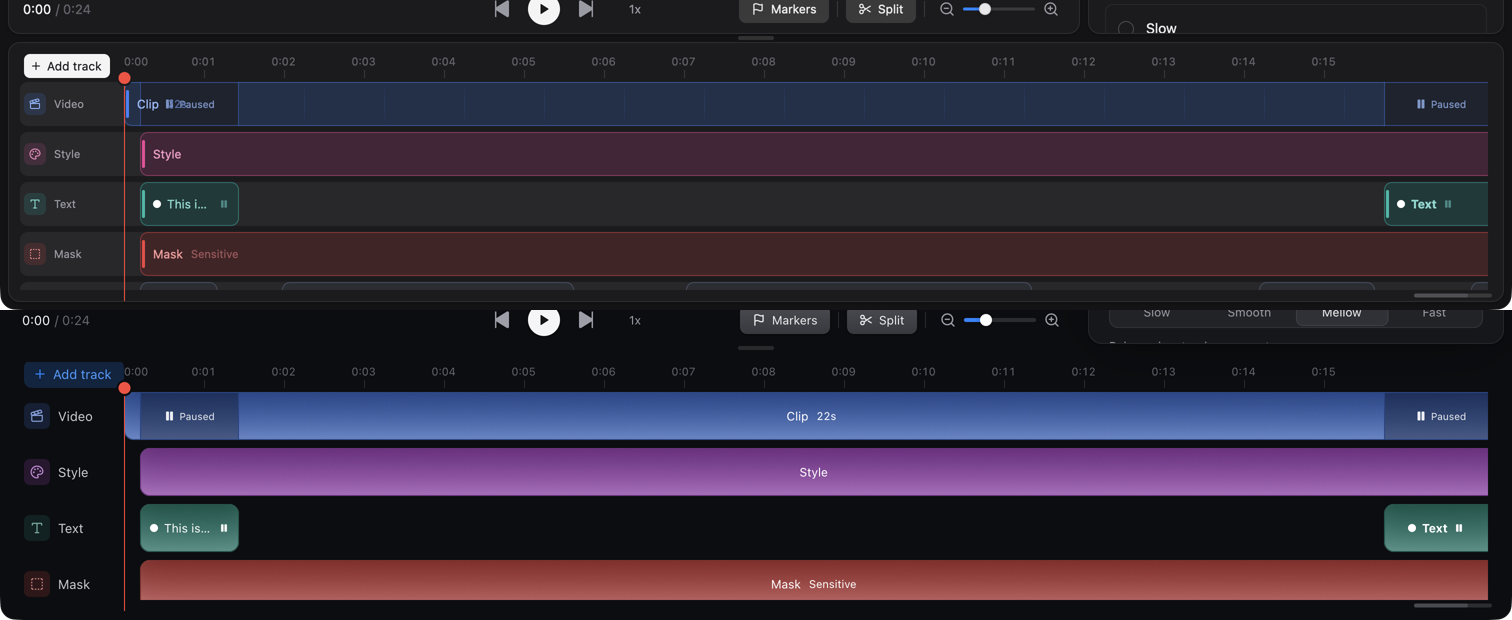 0:00 / 0:24 1x Markers Split
Slow
+ Add track 0:00 0:01 0:02 0:03 0:04 0:05 0:06 0:07 0:08 0:09 0:10 0:11 0:12 0:13 0:14 0:15
Video Clip Paused Paused
Style Style
Text This i... Text
Mask Mask Sensitive
0:00 / 0:24 1x Markers Split
Slow Smooth Mellow Fast
+ Add track 0:00 0:01 0:02 0:03 0:04 0:05 0:06 0:07 0:08 0:09 0:10 0:11 0:12 0:13 0:14 0:15
Video Paused Clip 22s Paused
Style Style
Text This is... Text
Mask Mask Sensitive